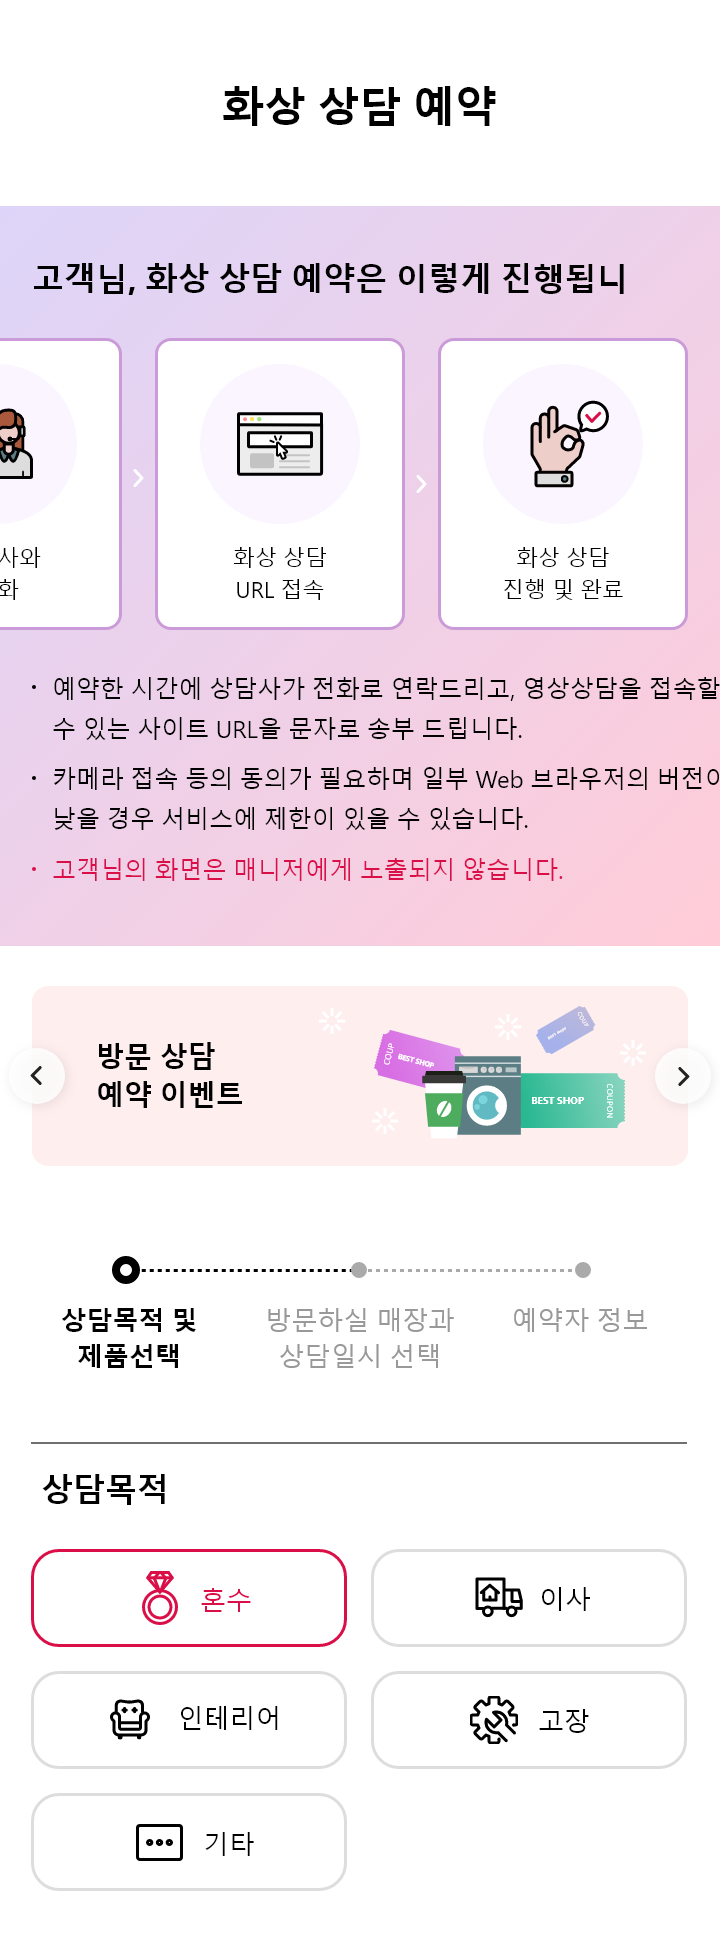 화상 상담 예약
고객님, 화상 상담 예약은 이렇게 진행됩니
사와
화
화상 상담
URL 접속
화상 상담
진행 및 완료
· 예약한 시간에 상담사가 전화로 연락드리고, 영상상담을 접속할
수 있는 사이트 URL을 문자로 송부 드립니다.
· 카메라 접속 등의 동의가 필요하며 일부 Web 브라우저의 버전이
낮을 경우 서비스에 제한이 있을 수 있습니다.
· 고객님의 화면은 매니저에게 노출되지 않습니다.
방문 상담
예약 이벤트
COUP
BEST SHOP
BEST SHOP
COUP
BEST SHOP
COUPON
상담목적 및
제품선택
방문하실 매장과
상담일시 선택
예약자 정보
상담목적
혼수
이사
인테리어
고장
기타